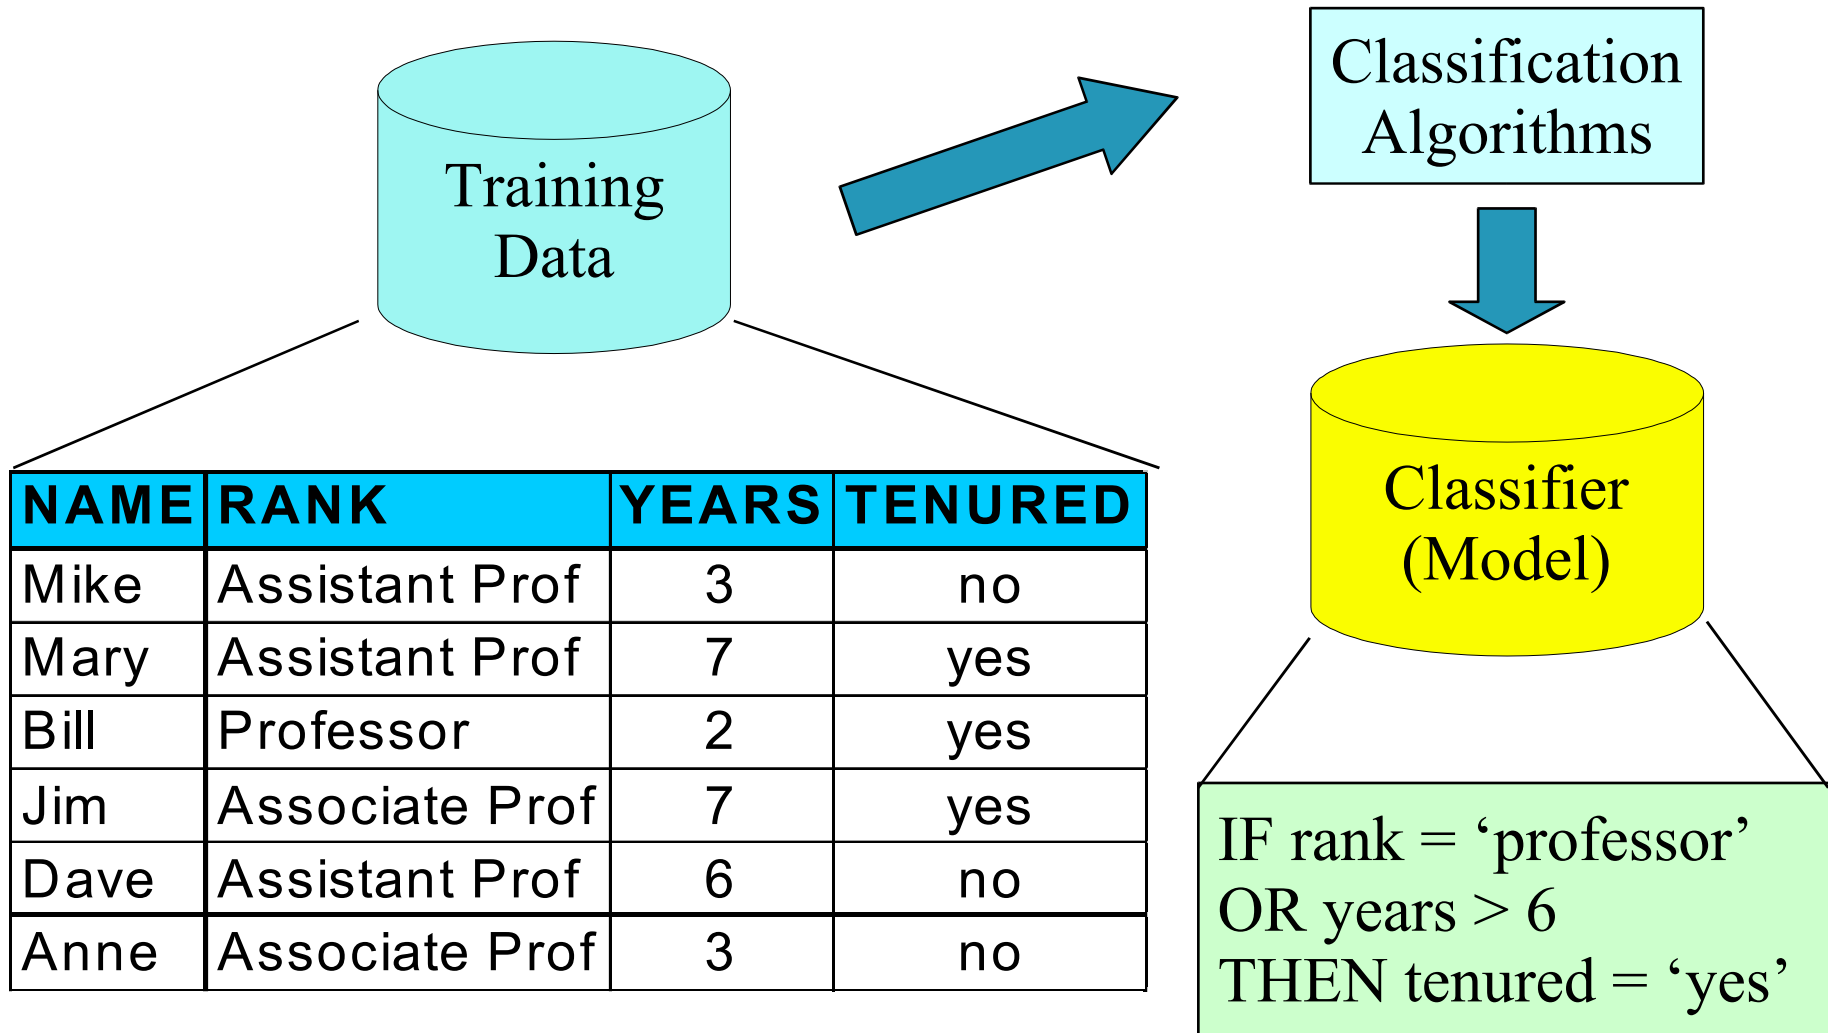 Training
Data
Classification
Algorithms
Classifier
(Model)
NAME RANK YEARS TENURED
Mike Assistant Prof 3 no
Mary Assistant Prof 7 yes
Bill Professor 2 yes
Jim Associate Prof 7 yes
Dave Assistant Prof 6 no
Anne Associate Prof 3 no
IF rank = ‘professor’
OR years > 6
THEN tenured = ‘yes’